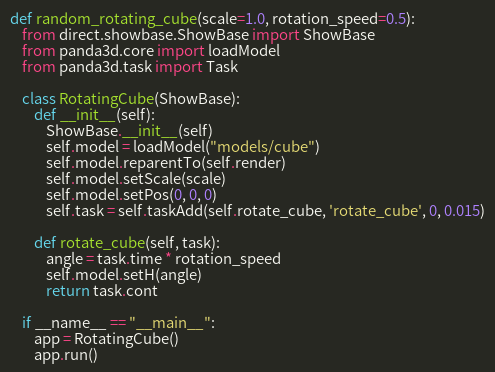 def random_rotating_cube(scale=1.0, rotation_speed=0.5):
from direct.showbase.ShowBase import ShowBase
from panda3d.core import loadModel
from panda3d.task import Task
class RotatingCube(ShowBase):
def __init__(self):
ShowBase.__init__(self)
self.model = loadModel("models/cube")
self.model.reparentTo(self.render)
self.model.setScale(scale)
self.model.setPos(0, 0, 0)
self.task = self.taskAdd(self.rotate_cube, 'rotate_cube', 0, 0.015)
def rotate_cube(self, task):
angle = task.time * rotation_speed
self.model.setH(angle)
return task.cont
if __name__ == "__main__":
app = RotatingCube()
app.run()